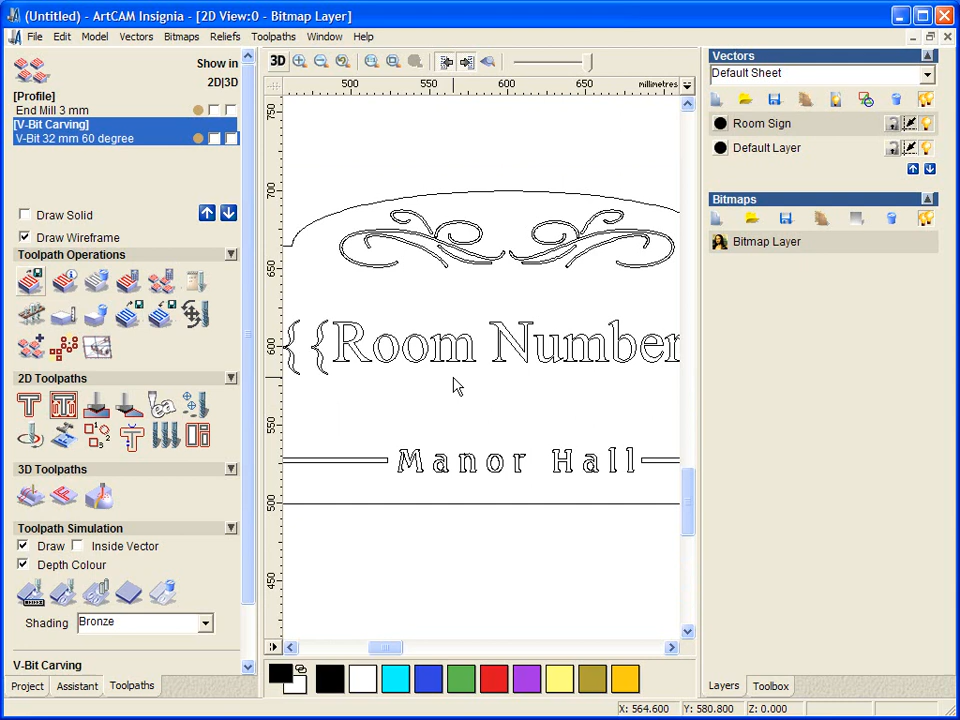 (Untitled) - ArtCAM Insignia - [2D View:0 - Bitmap Layer]
File Edit Model Vectors Bitmaps Reliefs Toolpaths Window Help
Show in
2D|3D
[Profile]
End Mill 3 mm
[V-Bit Carving]
V-Bit 32 mm 60 degree
Draw Solid
Draw Wireframe
Toolpath Operations
2D Toolpaths
3D Toolpaths
Toolpath Simulation
Draw Inside Vector
Depth Colour
Shading Bronze
V-Bit Carving
Project Assistant Toolpaths
3D
500 550 600 650 millimetres
750
700
650
600
550
500
450
{{Room Number
Manor Hall
Vectors
Default Sheet
Room Sign
Default Layer
Bitmaps
Bitmap Layer
Layers Toolbox
X: 564.600 Y: 580.800 Z: 0.000